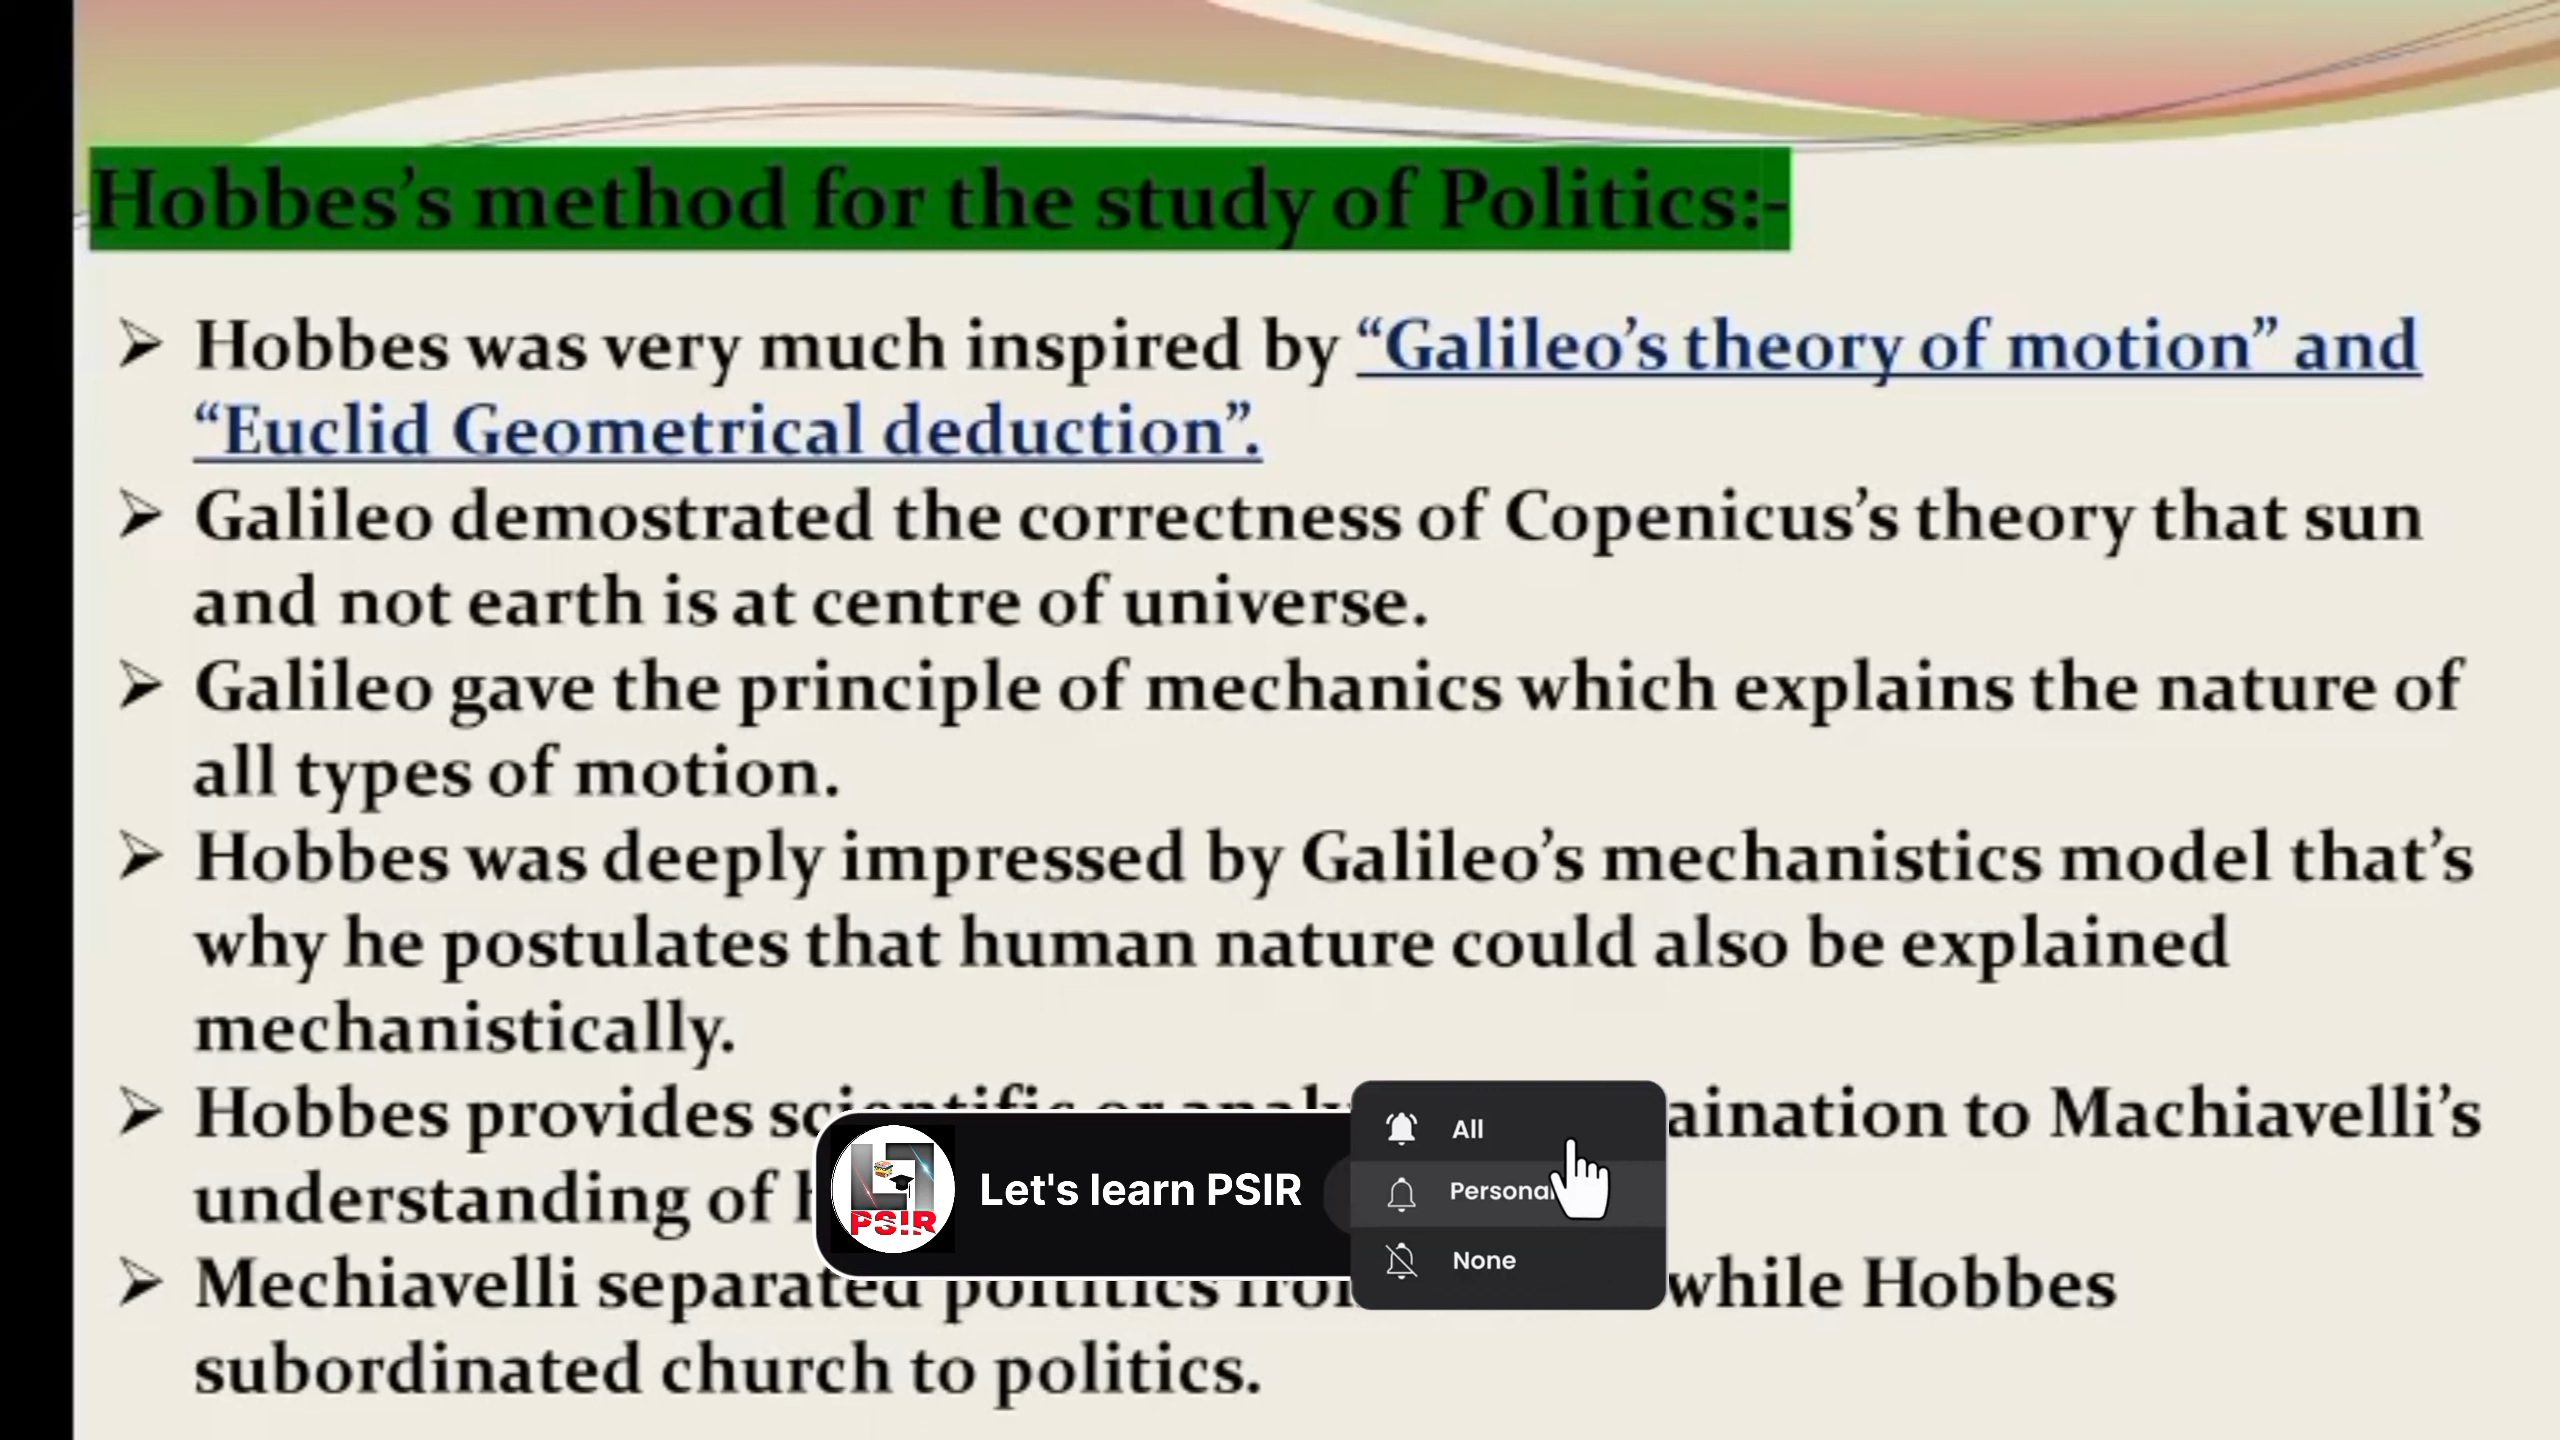 Hobbes’s method for the study of Politics:-
➢ Hobbes was very much inspired by “Galileo’s theory of motion” and
“Euclid Geometrical deduction”.
➢ Galileo demostrated the correctness of Copenicus’s theory that sun
and not earth is at centre of universe.
➢ Galileo gave the principle of mechanics which explains the nature of
all types of motion.
➢ Hobbes was deeply impressed by Galileo’s mechanistics model that’s
why he postulates that human nature could also be explained
mechanistically.
➢ Hobbes provides scientific or aination to Machiavelli’s
understanding of
➢ Mechiavelli separated poltitics while Hobbes
subordinated church to politics.
PSIR
Let's learn PSIR
All
None